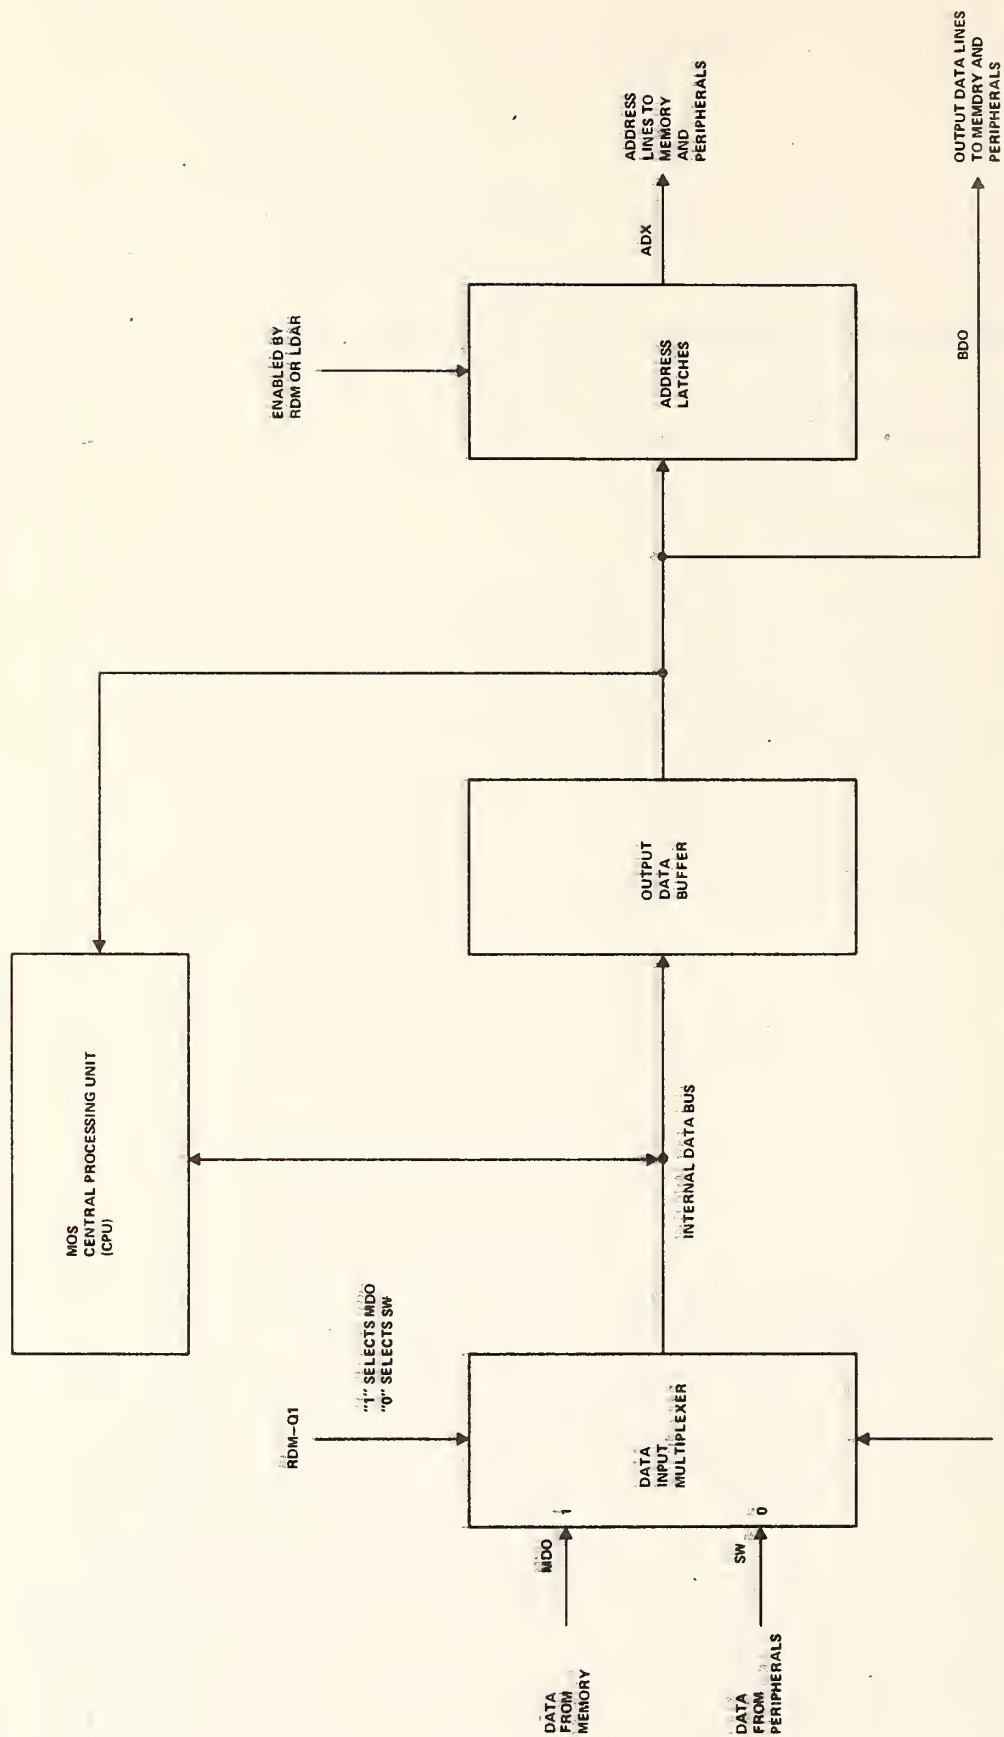 MOS
CENTRAL PROCESSING UNIT
(CPU)
RDM-Q1
"1" SELECTS MDO
"0" SELECTS SW
ENABLED BY
RDM OR LDAR
DATA
FROM
MEMORY
MDO
1
DATA
INPUT
MULTIPLEXER
INTERNAL DATA BUS
OUTPUT
DATA
BUFFER
ADDRESS
LATCHES
ADX
ADDRESS
LINES TO
MEMORY
AND
PERIPHERALS
DATA
FROM
PERIPHERALS
SW
0
BDO
OUTPUT DATA LINES
TO MEMDRY AND
PERIPHERALS